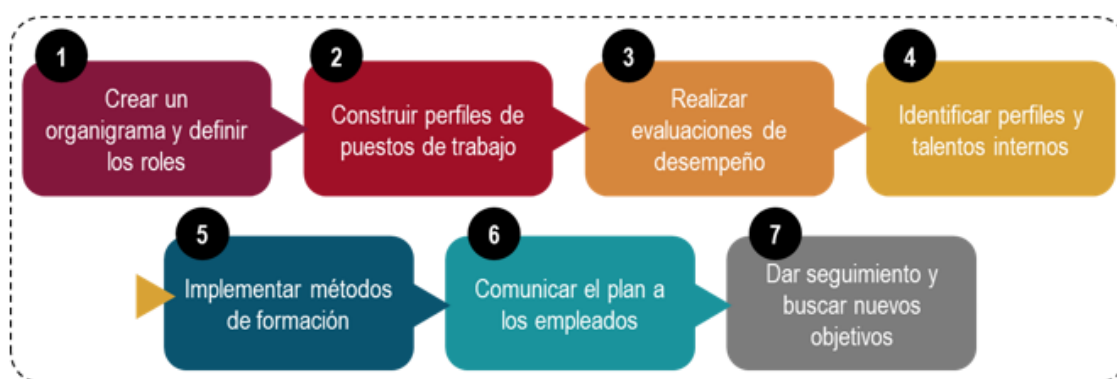 1
Crear un
organigrama y definir
los roles
2
Construir perfiles de
puestos de trabajo
3
Realizar
evaluaciones de
desempeño
4
Identificar perfiles y
talentos internos
5
Implementar métodos
de formación
6
Comunicar el plan a
los empleados
7
Dar seguimiento y
buscar nuevos
objetivos